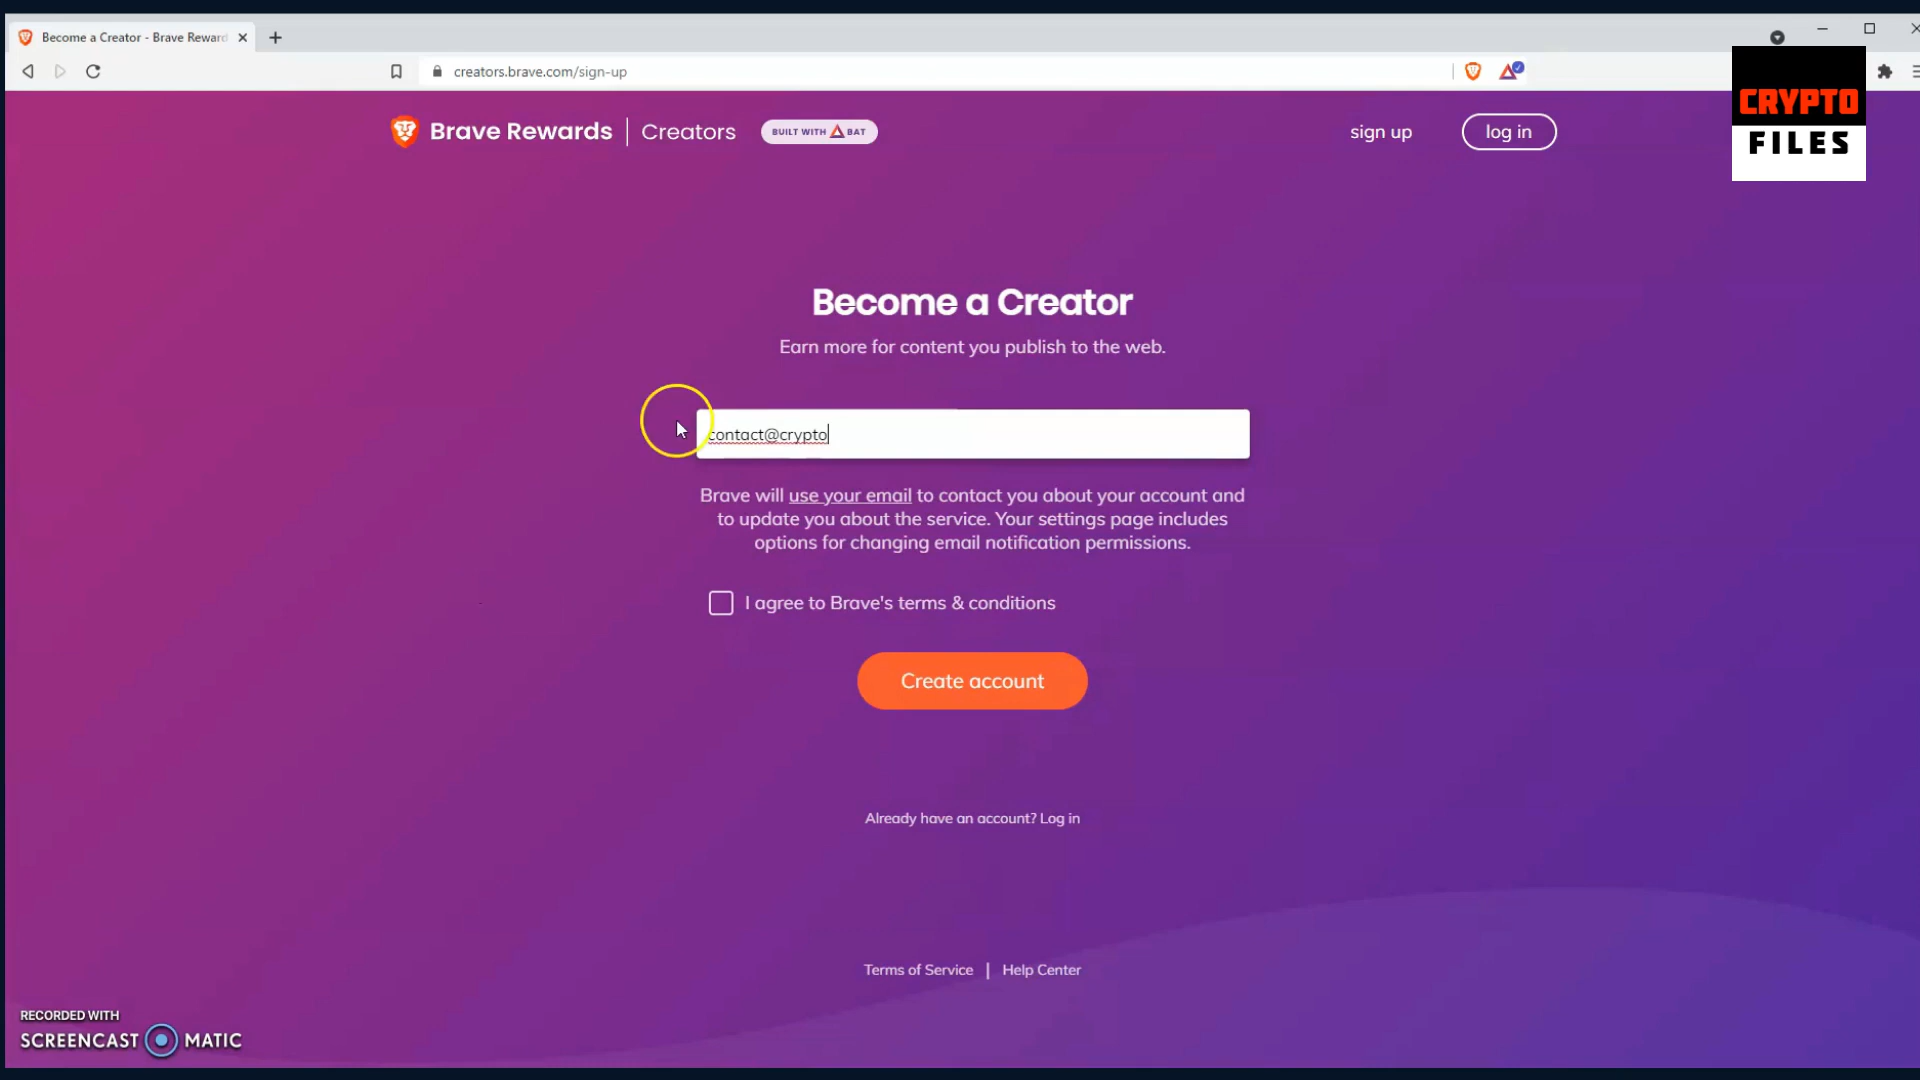 Become a Creator - Brave Reward
creators.brave.com/sign-up
CRYPTO
FILES
Brave Rewards | Creators
BUILT WITH BAT
sign up
log in
Become a Creator
Earn more for content you publish to the web.
contact@crypto
Brave will use your email to contact you about your account and
to update you about the service. Your settings page includes
options for changing email notification permissions.
I agree to Brave's terms & conditions
Create account
Already have an account? Log in
Terms of Service | Help Center
RECORDED WITH
SCREENCAST MATIC